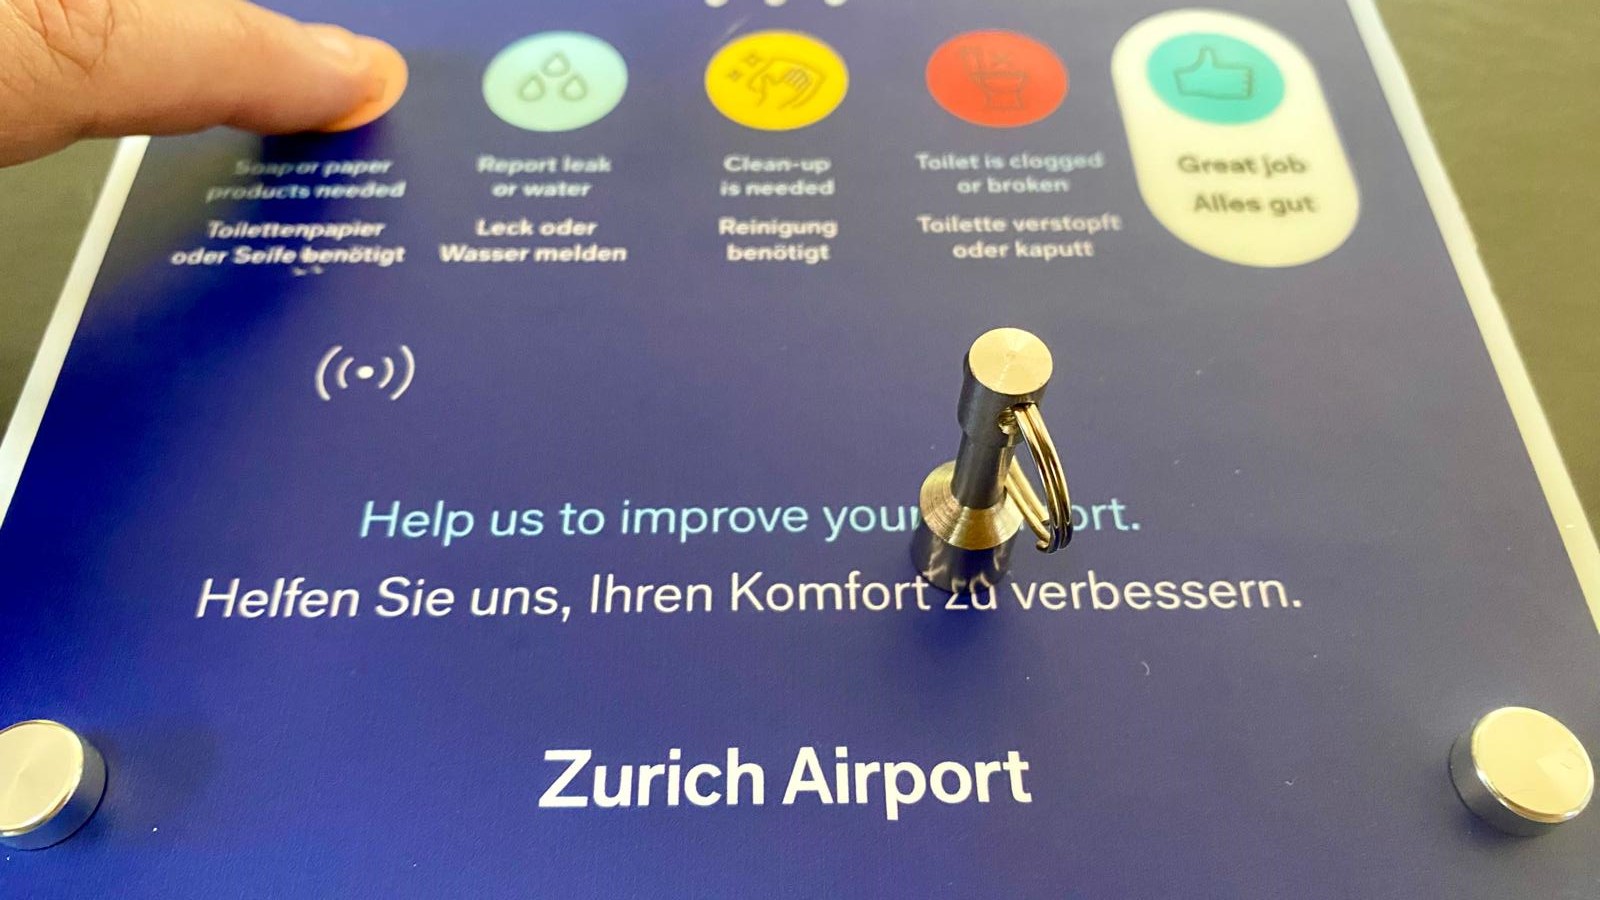 Soap or paper
products needed
Toilettenpapier
oder Seife benötigt
Report leak
or water
Leck oder
Wasser melden
Clean-up
is needed
Reinigung
benötigt
Toilet is clogged
or broken
Toilette verstopft
oder kaputt
Great job
Alles gut
Help us to improve your ort.
Helfen Sie uns, Ihren Komfort zu verbessern.
Zurich Airport